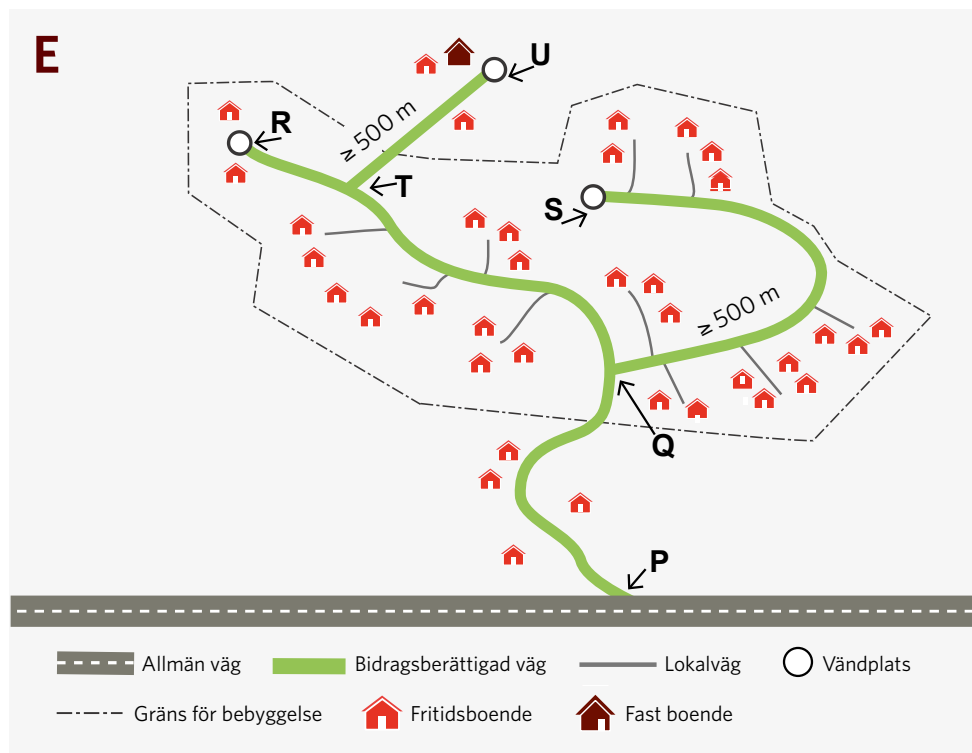 E
U
R
≥ 500 m
T
S
≥ 500 m
Q
P
Allmän väg Bidragsberättigad väg Lokalväg Vändplats
Gräns för bebyggelse Fritidsboende Fast boende